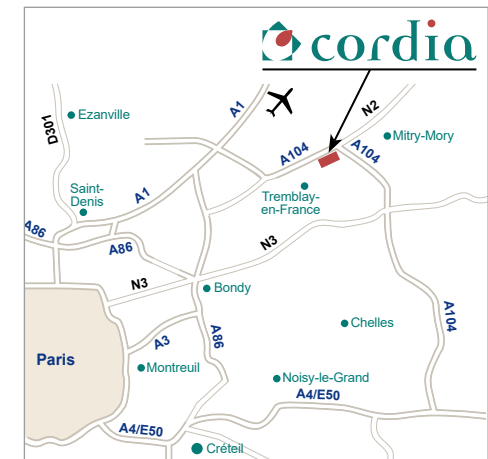 cordia
A1
N2
Ezanville
D301
Mitry-Mory
A104
A104
Saint-
Denis
A1
Tremblay-
en-France
A86
A86
N3
N3
Bondy
A86
A104
Chelles
A3
Paris
Montreuil
Noisy-le-Grand
A4/E50
A4/E50
Créteil